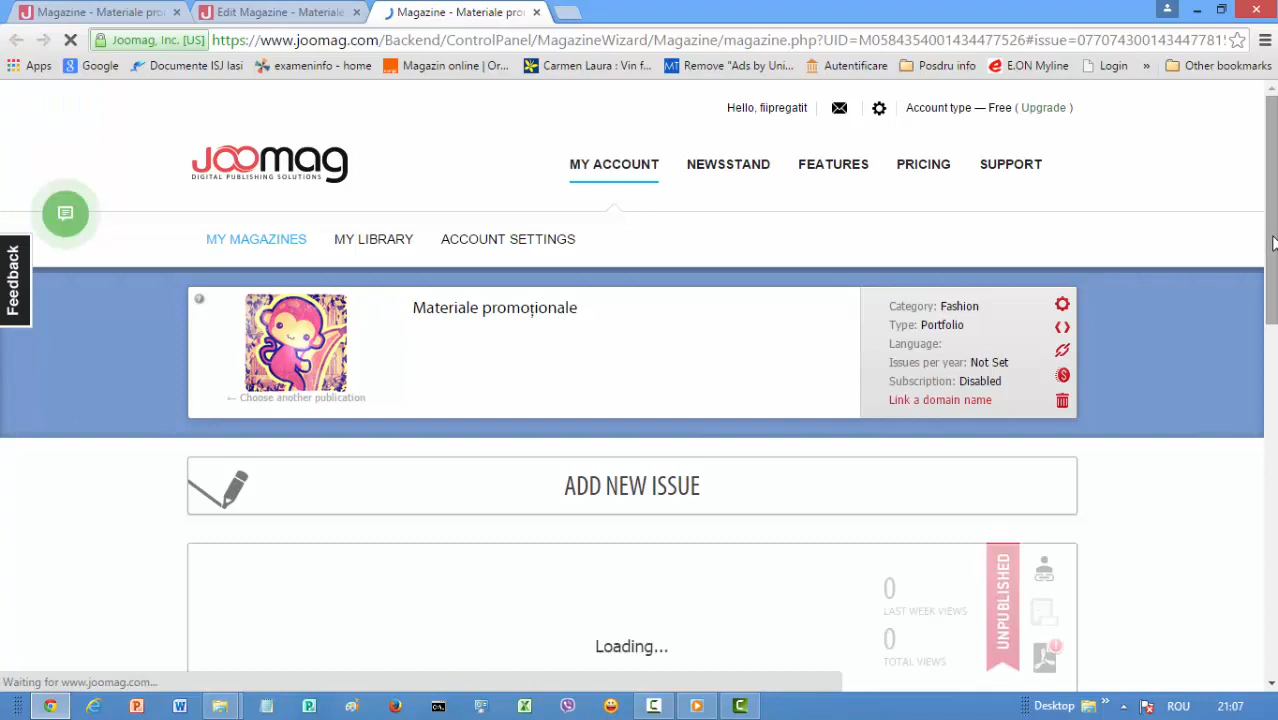 Magazine - Materiale pro
Edit Magazine - Materiale
Magazine - Materiale pro
Joomag, Inc. [US]
https://www.joomag.com/Backend/ControlPanel/MagazineWizard/Magazine/magazine.php?UID=M0584354001434477526#issue=0770743001434477815
Apps
Google
Documente ISJ Iasi
exameninfo - home
Magazin online | Or...
Carmen Laura : Vin f...
Remove "Ads by Uni...
Autentificare
Posdru info
E.ON Myline
Login
»
Other bookmarks
Hello, fiipregatit
Account type — Free ( Upgrade )
joomag
DIGITAL PUBLISHING SOLUTIONS
MY ACCOUNT
NEWSSTAND
FEATURES
PRICING
SUPPORT
MY MAGAZINES
MY LIBRARY
ACCOUNT SETTINGS
Feedback
Materiale promoționale
← Choose another publication
Category: Fashion
Type: Portfolio
Language:
Issues per year: Not Set
Subscription: Disabled
Link a domain name
ADD NEW ISSUE
Loading...
0
LAST WEEK VIEWS
0
TOTAL VIEWS
UNPUBLISHED
Waiting for www.joomag.com...
Desktop
»
ROU
21:07